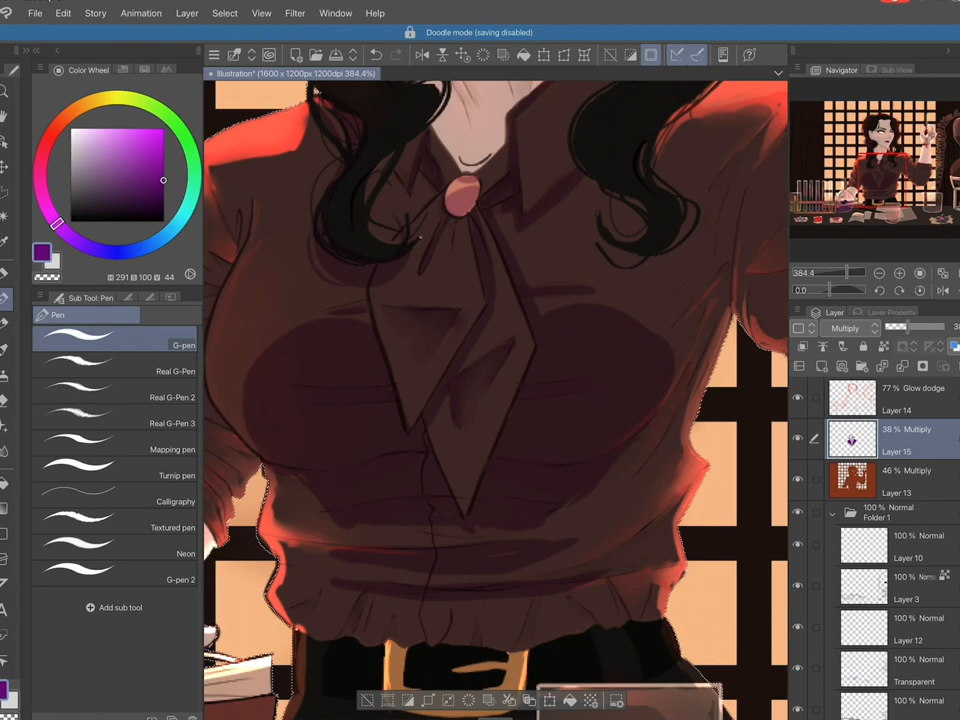 File Edit Story Animation Layer Select View Filter Window Help
Doodle mode (saving disabled)
Illustration* (1600 x 1200px 1200dpi 384.4%)
Color Wheel
291 S 100 V 44
Sub Tool: Pen
Pen
G-pen
Real G-Pen
Real G-Pen 2
Real G-Pen 3
Mapping pen
Turnip pen
Calligraphy
Textured pen
Neon
G-pen 2
Add sub tool
Navigator Sub View
384.4
0.0
Layer Layer Property
Multiply
77 % Glow dodge
Layer 14
38 % Multiply
Layer 15
46 % Multiply
Layer 13
100 % Normal
Folder 1
100 % Normal
Layer 10
100 %
Layer 3
100 % Normal
Layer 12
100 % Normal
Transparent
100 % Normal